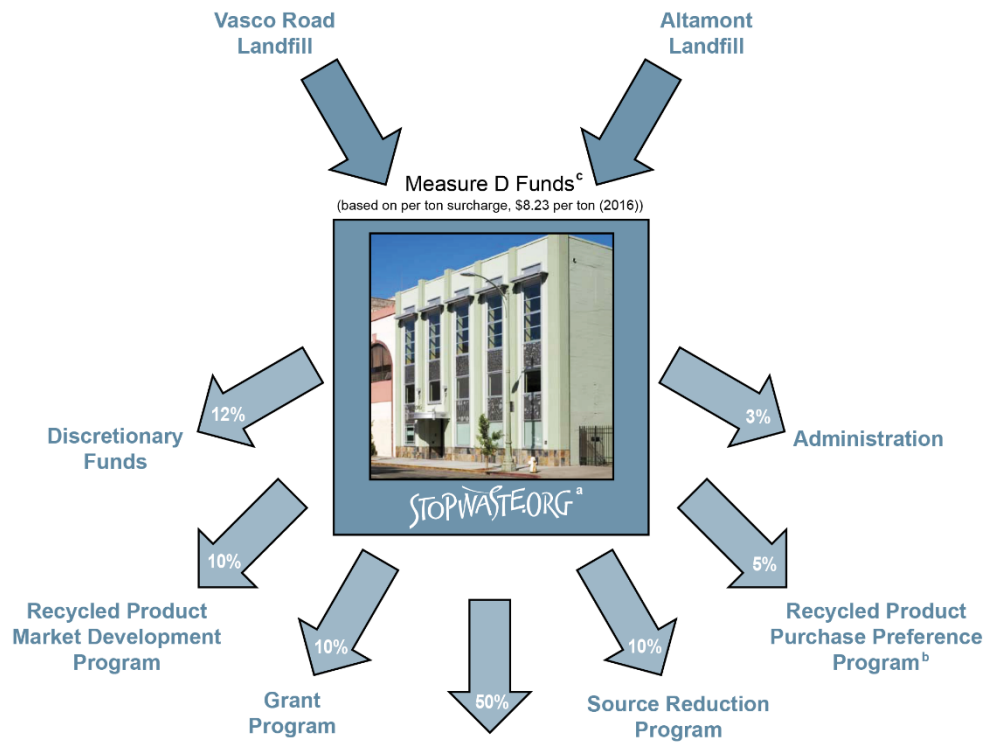 Vasco Road
Landfill
Altamont
Landfill
Measure D Funds c
(based on per ton surcharge, $8.23 per ton (2016))
STOPWASTE.ORG a
12%
Discretionary
Funds
3%
Administration
10%
Recycled Product
Market Development
Program
5%
Recycled Product
Purchase Preference
Program b
10%
Grant
Program
50%
10%
Source Reduction
Program